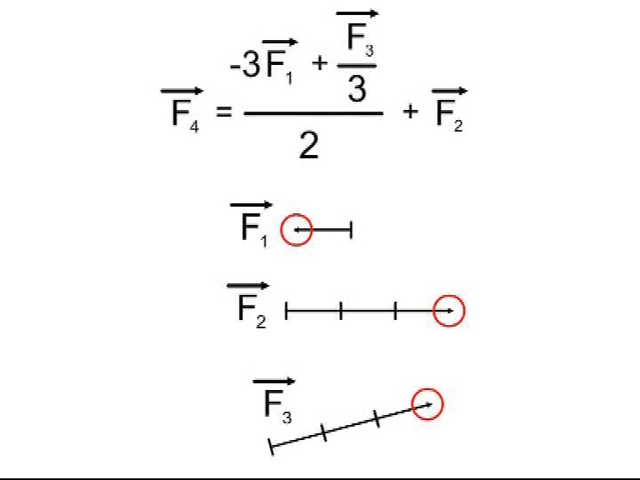 F₄ = (-3F₁ + F₃/3)/2 + F₂
F₁
F₂
F₃